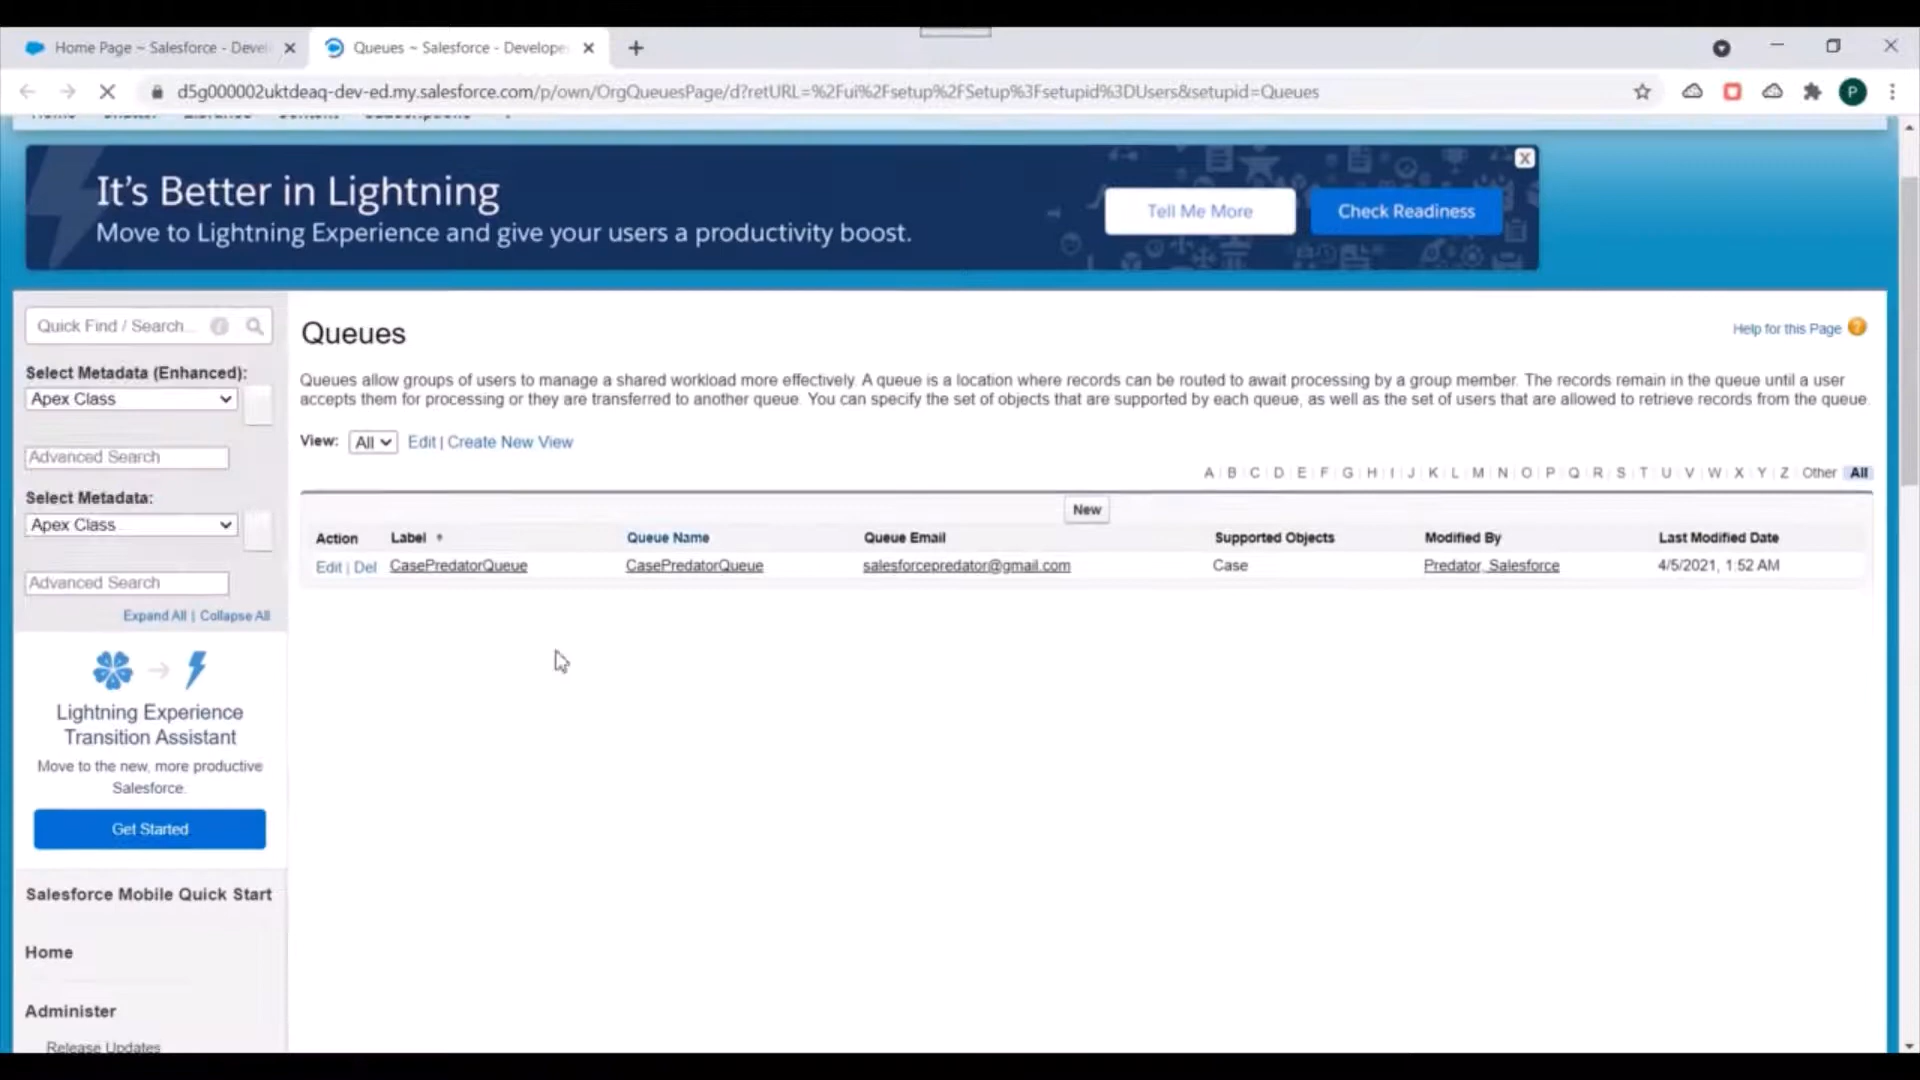 Home Page ~ Salesforce - Devel
Queues ~ Salesforce - Develope
d5g000002uktdeaq-dev-ed.my.salesforce.com/p/own/OrgQueuesPage/d?retURL=%2Fui%2Fsetup%2FSetup%3Fsetupid%3DUsers&setupid=Queues
P
It's Better in Lightning
Move to Lightning Experience and give your users a productivity boost.
Tell Me More
Check Readiness
X
Quick Find / Search...
Select Metadata (Enhanced):
Apex Class
Advanced Search
Select Metadata:
Apex Class
Advanced Search
Expand All | Collapse All
Lightning Experience
Transition Assistant
Move to the new, more productive
Salesforce.
Get Started
Salesforce Mobile Quick Start
Home
Administer
Release Updates
Queues
Help for this Page ?
Queues allow groups of users to manage a shared workload more effectively. A queue is a location where records can be routed to await processing by a group member. The records remain in the queue until a user
accepts them for processing or they are transferred to another queue. You can specify the set of objects that are supported by each queue, as well as the set of users that are allowed to retrieve records from the queue.
View: All Edit | Create New View
A | B | C | D | E | F | G | H | I | J | K | L | M | N | O | P | Q | R | S | T | U | V | W | X | Y | Z | Other All
New
Action Label Queue Name Queue Email Supported Objects Modified By Last Modified Date
Edit | Del CasePredatorQueue CasePredatorQueue salesforcepredator@gmail.com Case Predator, Salesforce 4/5/2021, 1:52 AM